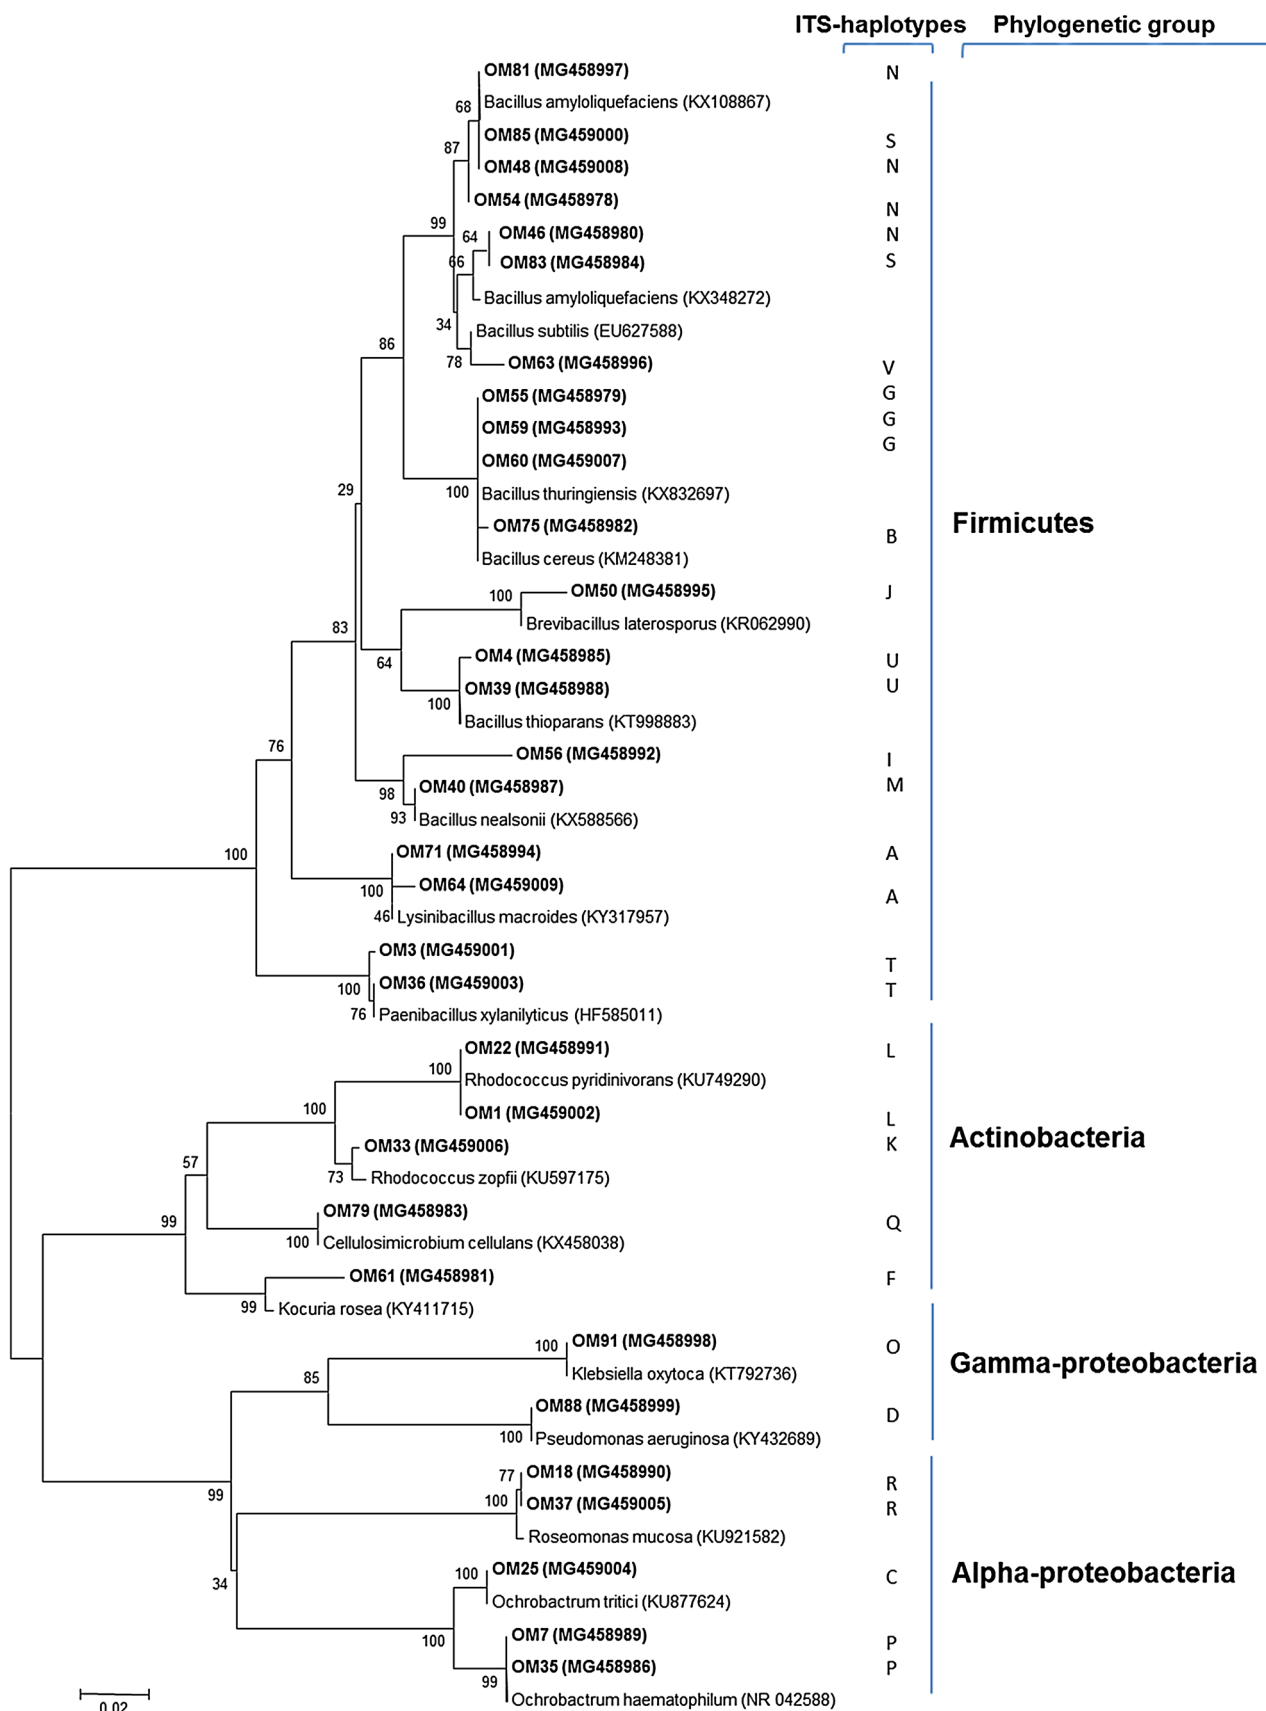 ITS-haplotypes Phylogenetic group
OM81 (MG458997) N
68 Bacillus amyloliquefaciens (KX108867)
OM85 (MG459000) S
87
OM48 (MG459008) N
OM54 (MG458978) N
99
64 OM46 (MG458980) N
66 OM83 (MG458984) S
Bacillus amyloliquefaciens (KX348272)
34
Bacillus subtilis (EU627588)
86
78 OM63 (MG458996) V
OM55 (MG458979) G
OM59 (MG458993) G
OM60 (MG459007) G
29
100 Bacillus thuringiensis (KX832697)
Firmicutes
OM75 (MG458982) B
Bacillus cereus (KM248381)
100 OM50 (MG458995) J
Brevibacillus laterosporus (KR062990)
83
64 OM4 (MG458985) U
OM39 (MG458988) U
100
Bacillus thioparans (KT998883)
76
OM56 (MG458992) I
98 OM40 (MG458987) M
93 Bacillus nealsonii (KX588566)
100 OM71 (MG458994) A
100 OM64 (MG459009) A
46 Lysinibacillus macroides (KY317957)
OM3 (MG459001) T
100 OM36 (MG459003) T
76 Paenibacillus xylanilyticus (HF585011)
OM22 (MG458991) L
100
Rhodococcus pyridinivorans (KU749290)
100
OM1 (MG459002) L
Actinobacteria
OM33 (MG459006) K
57
73 Rhodococcus zopfii (KU597175)
OM79 (MG458983) Q
99
100 Cellulosimicrobium cellulans (KX458038)
OM61 (MG458981) F
99 Kocuria rosea (KY411715)
100 OM91 (MG458998) O
Gamma-proteobacteria
85 Klebsiella oxytoca (KT792736)
OM88 (MG458999) D
100 Pseudomonas aeruginosa (KY432689)
77 OM18 (MG458990) R
99
100 OM37 (MG459005) R
Roseomonas mucosa (KU921582)
100 OM25 (MG459004) C
Alpha-proteobacteria
34
Ochrobactrum tritici (KU877624)
100 OM7 (MG458989) P
OM35 (MG458986) P
99
Ochrobactrum haematophilum (NR 042588)
0.02